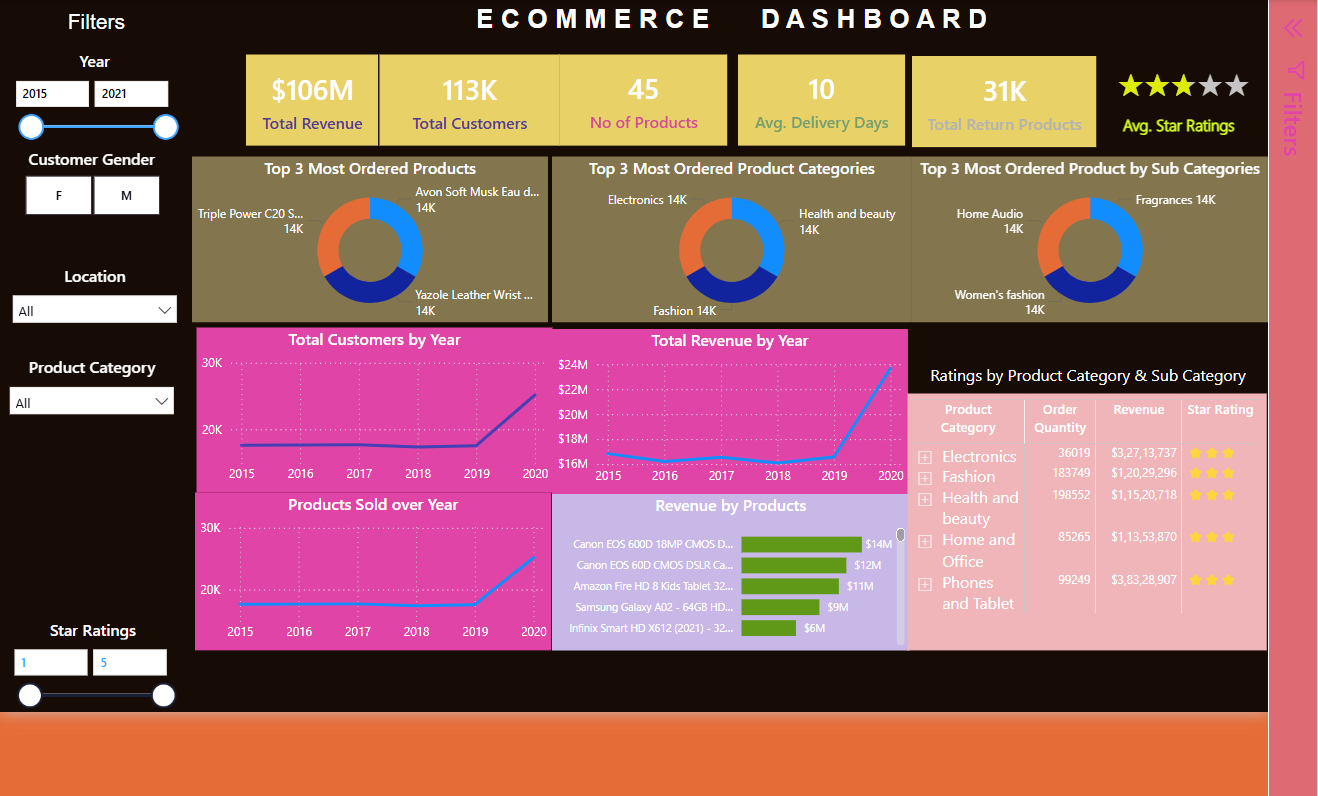 Filters
ECOMMERCE DASHBOARD
Year
2015 2021
Customer Gender
F M
Location
All
Product Category
All
Star Ratings
1 5
$106M
Total Revenue
113K
Total Customers
45
No of Products
10
Avg. Delivery Days
31K
Total Return Products
Avg. Star Ratings
Filters
Top 3 Most Ordered Products
Avon Soft Musk Eau d...
14K
Triple Power C20 S...
14K
Yazole Leather Wrist ...
14K
Top 3 Most Ordered Product Categories
Electronics 14K
Health and beauty
14K
Fashion 14K
Top 3 Most Ordered Product by Sub Categories
Fragrances 14K
Home Audio
14K
Women's fashion
14K
Total Customers by Year
30K
20K
2015 2016 2017 2018 2019 2020
Total Revenue by Year
$24M
$22M
$20M
$18M
$16M
2015 2016 2017 2018 2019 2020
Ratings by Product Category & Sub Category
Product Category Order Quantity Revenue Star Rating
Electronics 36019 $3,27,13,737
Fashion 183749 $1,20,29,296
Health and beauty 198552 $1,15,20,718
Home and Office 85265 $1,13,53,870
Phones and Tablet 99249 $3,83,28,907
Products Sold over Year
30K
20K
2015 2016 2017 2018 2019 2020
Revenue by Products
Canon EOS 600D 18MP CMOS D... $14M
Canon EOS 60D CMOS DSLR Ca... $12M
Amazon Fire HD 8 Kids Tablet 32... $11M
Samsung Galaxy A02 - 64GB HD... $9M
Infinix Smart HD X612 (2021) - 32... $6M